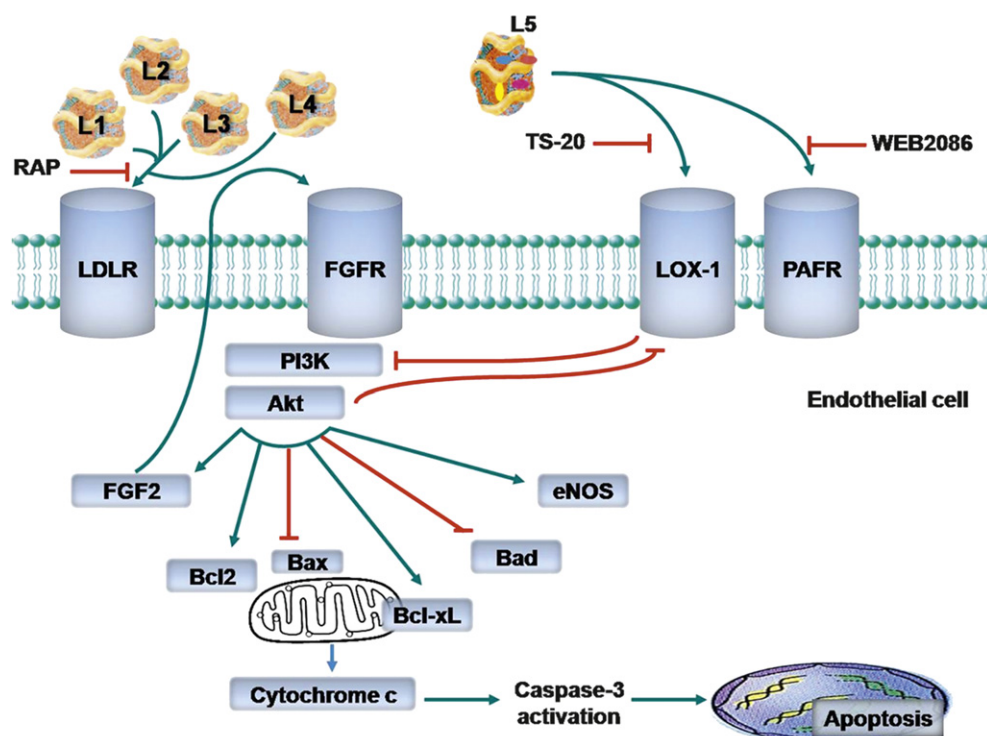 L5
L2
L1
L3
L4
RAP
TS-20
WEB2086
LDLR
FGFR
LOX-1
PAFR
PI3K
Akt
Endothelial cell
FGF2
eNOS
Bcl2
Bax
Bad
Bcl-xL
Cytochrome c
Caspase-3
activation
Apoptosis